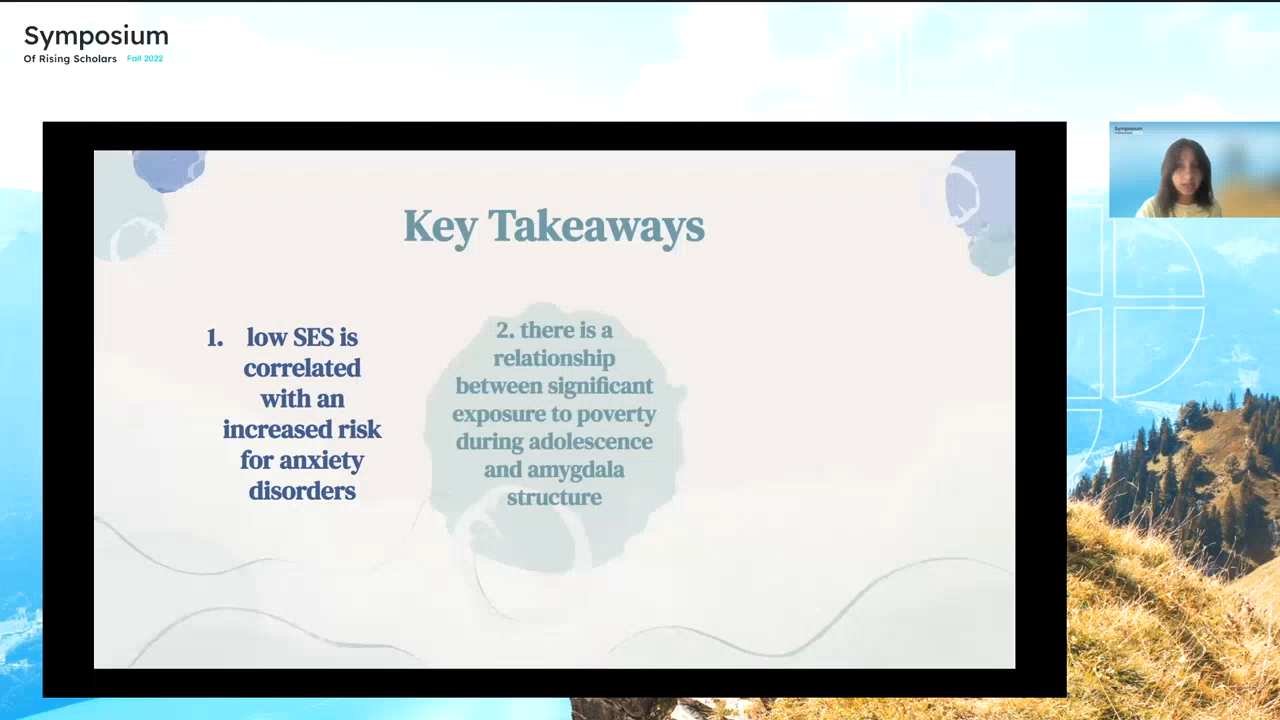 Symposium
Of Rising Scholars Fall 2022
Symposium
Key Takeaways
1. low SES is
correlated
with an
increased risk
for anxiety
disorders
2. there is a
relationship
between significant
exposure to poverty
during adolescence
and amygdala
structure